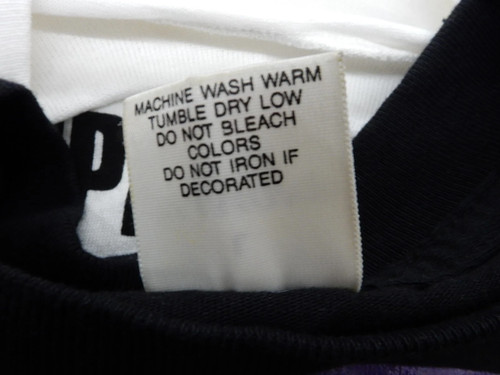 MACHINE WASH WARM
TUMBLE DRY LOW
DO NOT BLEACH
COLORS
DO NOT IRON IF
DECORATED